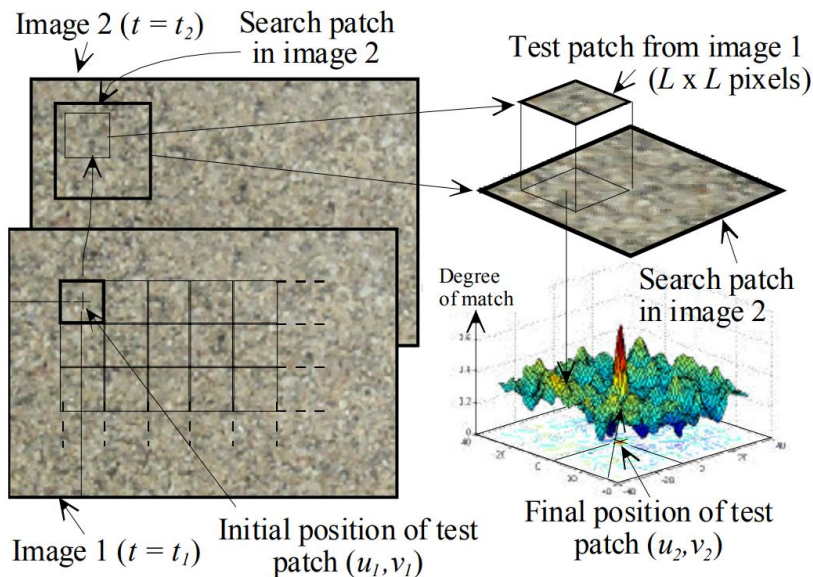 Image 2 (t = t2)
Search patch
in image 2
Test patch from image 1
(L x L pixels)
Search patch
in image 2
Degree
of match
Initial position of test
patch (u1,v1)
Image 1 (t = t1)
Final position of test
patch (u2,v2)